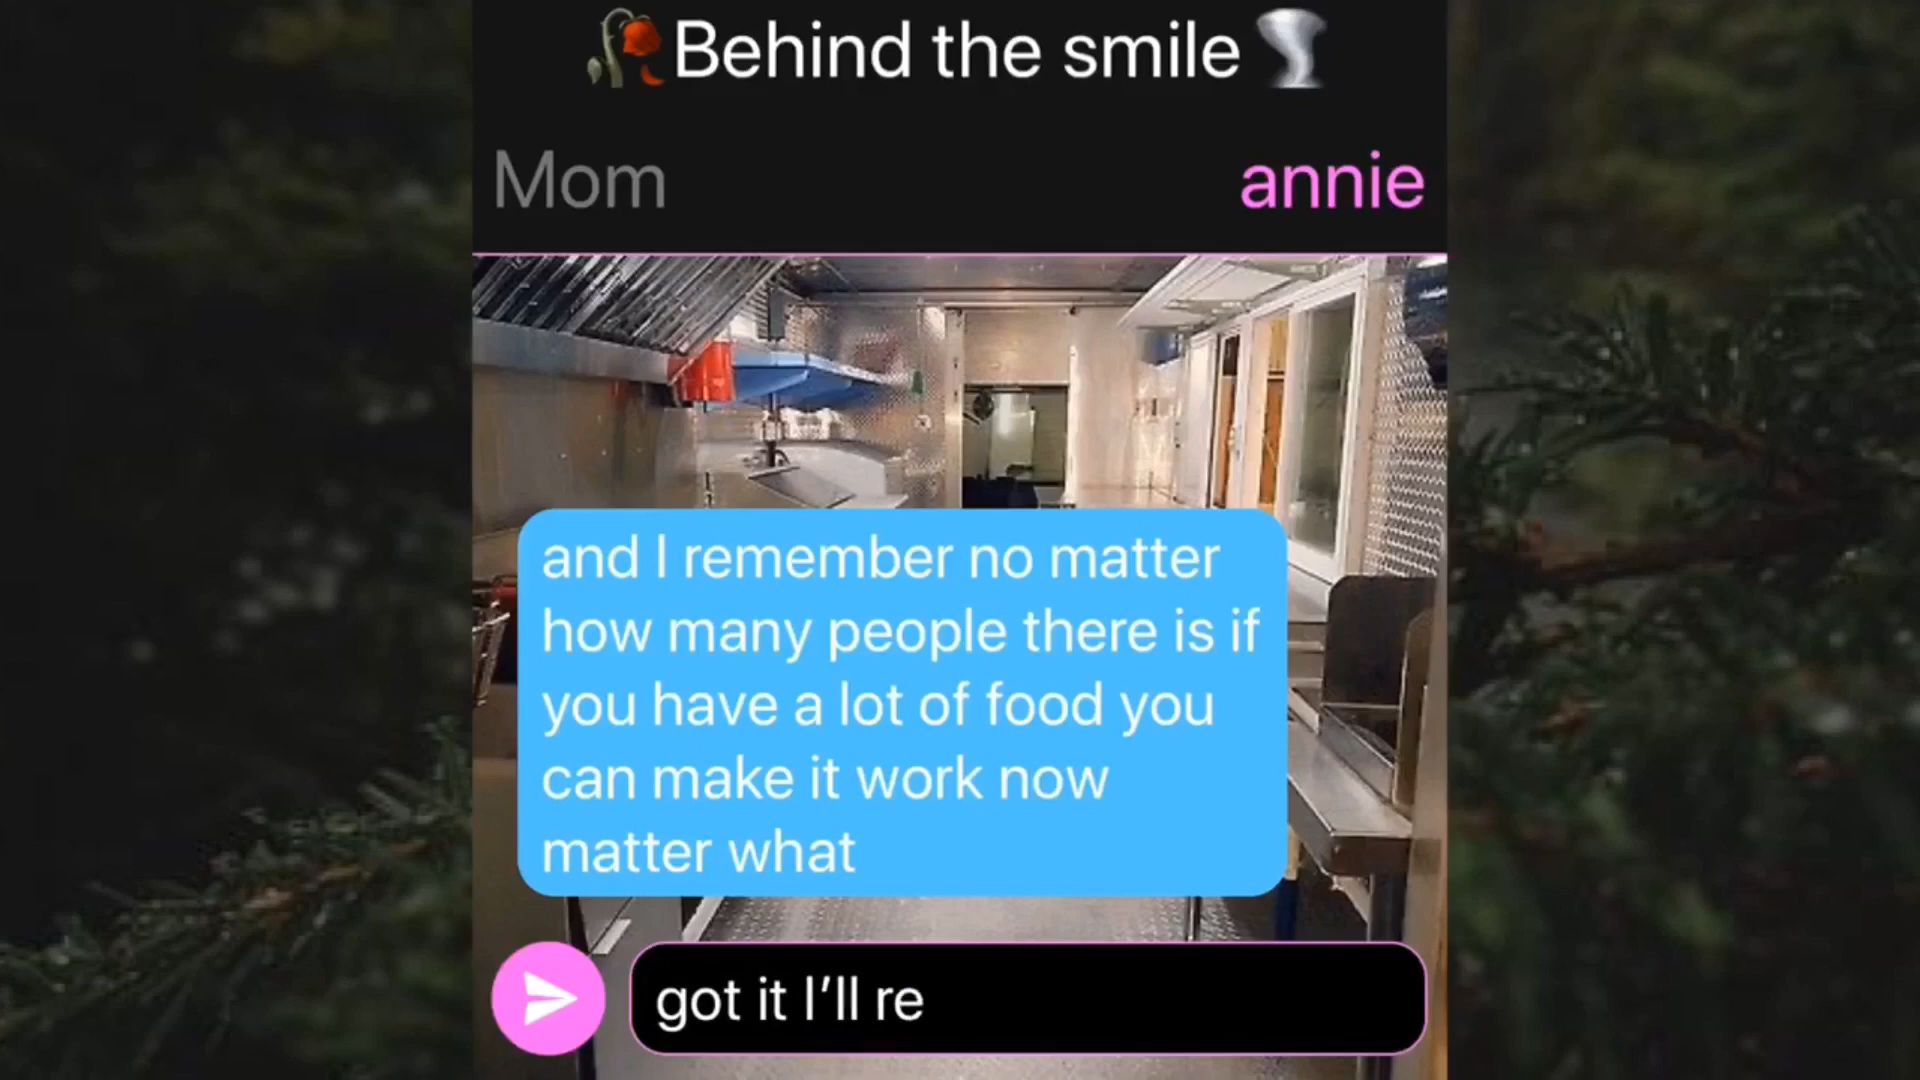 🥀Behind the smile🌪️
Mom
annie
and I remember no matter
how many people there is if
you have a lot of food you
can make it work now
matter what
got it I’ll re